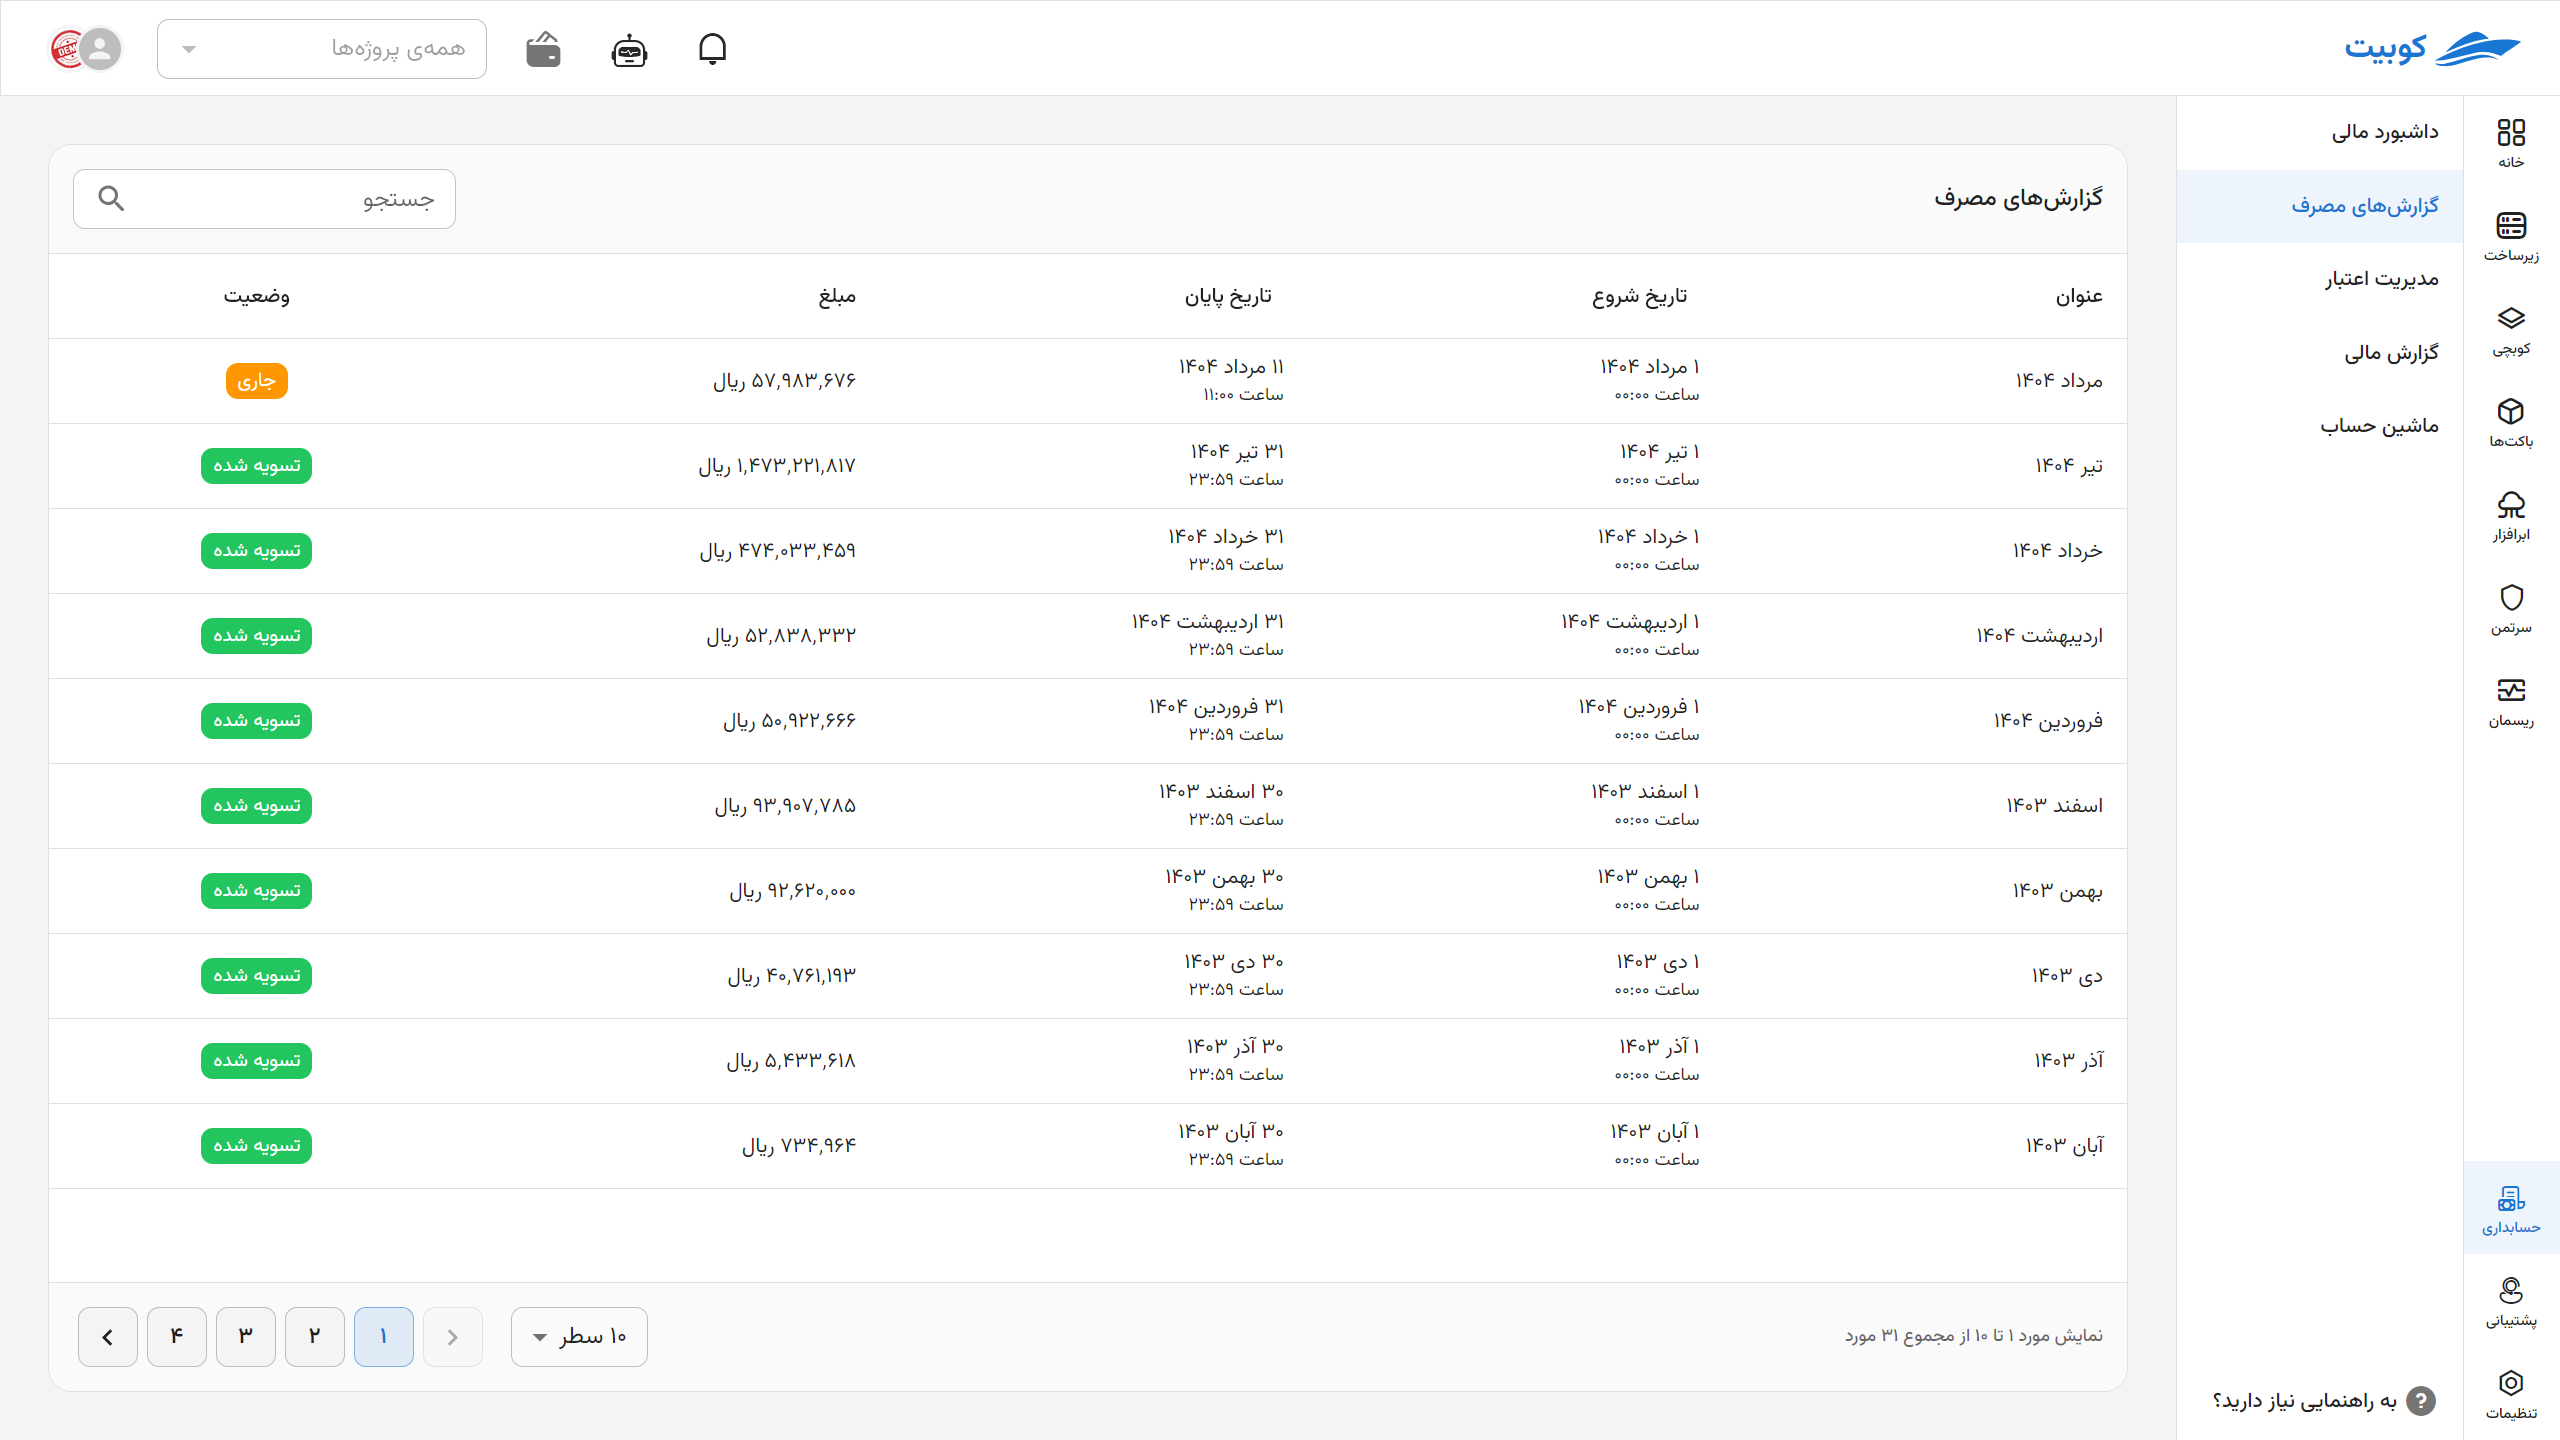 کوبیت
همه‌ی پروژه‌ها
DEM
خانه
زیرساخت
کوبچی
باکت‌ها
ابرافزار
سرتمن
ریسمان
حسابداری
پشتیبانی
تنظیمات
داشبورد مالی
گزارش‌های مصرف
مدیریت اعتبار
گزارش مالی
ماشین حساب
به راهنمایی نیاز دارید؟
گزارش‌های مصرف
جستجو
عنوان تاریخ شروع تاریخ پایان مبلغ وضعیت
مرداد ۱۴۰۴ ۱ مرداد ۱۴۰۴ ۱۱ مرداد ۱۴۰۴ ۵۷,۹۸۳,۶۷۶ ریال جاری
ساعت ۰۰:۰۰ ساعت ۱۱:۰۰
تیر ۱۴۰۴ ۱ تیر ۱۴۰۴ ۳۱ تیر ۱۴۰۴ ۱,۴۷۳,۲۲۱,۸۱۷ ریال تسویه شده
ساعت ۰۰:۰۰ ساعت ۲۳:۵۹
خرداد ۱۴۰۴ ۱ خرداد ۱۴۰۴ ۳۱ خرداد ۱۴۰۴ ۴۷۴,۰۳۳,۴۵۹ ریال تسویه شده
ساعت ۰۰:۰۰ ساعت ۲۳:۵۹
اردیبهشت ۱۴۰۴ ۱ اردیبهشت ۱۴۰۴ ۳۱ اردیبهشت ۱۴۰۴ ۵۲,۸۳۸,۳۳۲ ریال تسویه شده
ساعت ۰۰:۰۰ ساعت ۲۳:۵۹
فروردین ۱۴۰۴ ۱ فروردین ۱۴۰۴ ۳۱ فروردین ۱۴۰۴ ۵۰,۹۲۲,۶۶۶ ریال تسویه شده
ساعت ۰۰:۰۰ ساعت ۲۳:۵۹
اسفند ۱۴۰۳ ۱ اسفند ۱۴۰۳ ۳۰ اسفند ۱۴۰۳ ۹۳,۹۰۷,۷۸۵ ریال تسویه شده
ساعت ۰۰:۰۰ ساعت ۲۳:۵۹
بهمن ۱۴۰۳ ۱ بهمن ۱۴۰۳ ۳۰ بهمن ۱۴۰۳ ۹۲,۶۲۰,۰۰۰ ریال تسویه شده
ساعت ۰۰:۰۰ ساعت ۲۳:۵۹
دی ۱۴۰۳ ۱ دی ۱۴۰۳ ۳۰ دی ۱۴۰۳ ۴۰,۷۶۱,۱۹۳ ریال تسویه شده
ساعت ۰۰:۰۰ ساعت ۲۳:۵۹
آذر ۱۴۰۳ ۱ آذر ۱۴۰۳ ۳۰ آذر ۱۴۰۳ ۵,۴۳۳,۶۱۸ ریال تسویه شده
ساعت ۰۰:۰۰ ساعت ۲۳:۵۹
آبان ۱۴۰۳ ۱ آبان ۱۴۰۳ ۳۰ آبان ۱۴۰۳ ۷۳۴,۹۶۴ ریال تسویه شده
ساعت ۰۰:۰۰ ساعت ۲۳:۵۹
نمایش مورد ۱ تا ۱۰ از مجموع ۳۱ مورد
۱۰ سطر
۱ ۲ ۳ ۴